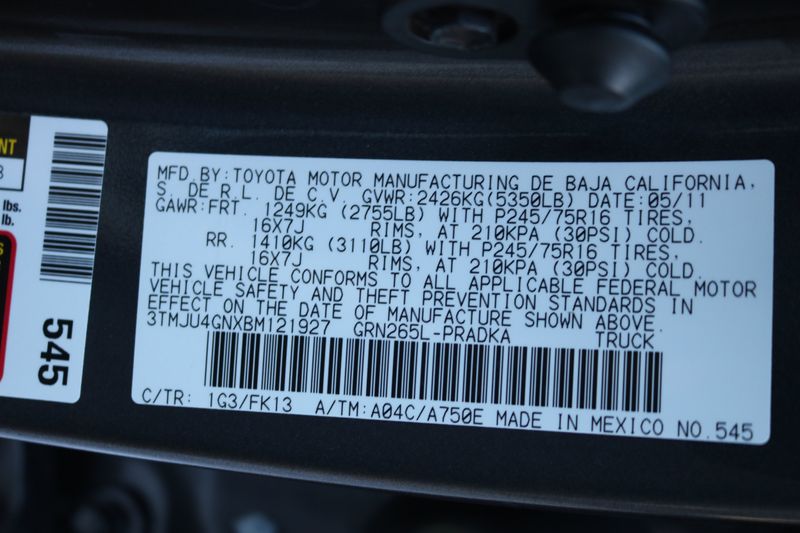 NT
3
lbs.
lb.
S
545
MFD BY:TOYOTA MOTOR MANUFACTURING DE BAJA CALIFORNIA,
S. DE R.L. DE C.V. GVWR:2426KG(5350LB) DATE:05/11
GAWR:FRT. 1249KG (2755LB) WITH P245/75R16 TIRES,
16X7J RIMS, AT 210KPA (30PSI) COLD.
RR. 1410KG (3110LB) WITH P245/75R16 TIRES,
16X7J RIMS, AT 210KPA (30PSI) COLD.
THIS VEHICLE CONFORMS TO ALL APPLICABLE FEDERAL MOTOR
VEHICLE SAFETY AND THEFT PREVENTION STANDARDS IN
EFFECT ON THE DATE OF MANUFACTURE SHOWN ABOVE.
3TMJU4GNXBM121927 GRN265L-PRADKA TRUCK
C/TR: 1G3/FK13 A/TM:A04C/A750E MADE IN MEXICO NO.545